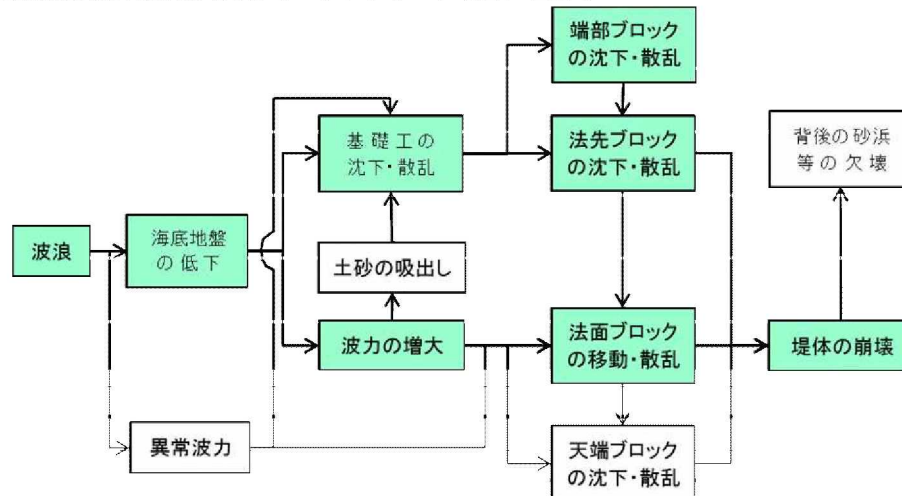 端部ブロック
の沈下・散乱
基礎工の
沈下・散乱
法先ブロック
の沈下・散乱
背後の砂浜
等の欠壊
波浪
海底地盤
の低下
土砂の吸出し
波力の増大
法面ブロック
の移動・散乱
堤体の崩壊
異常波力
天端ブロック
の沈下・散乱